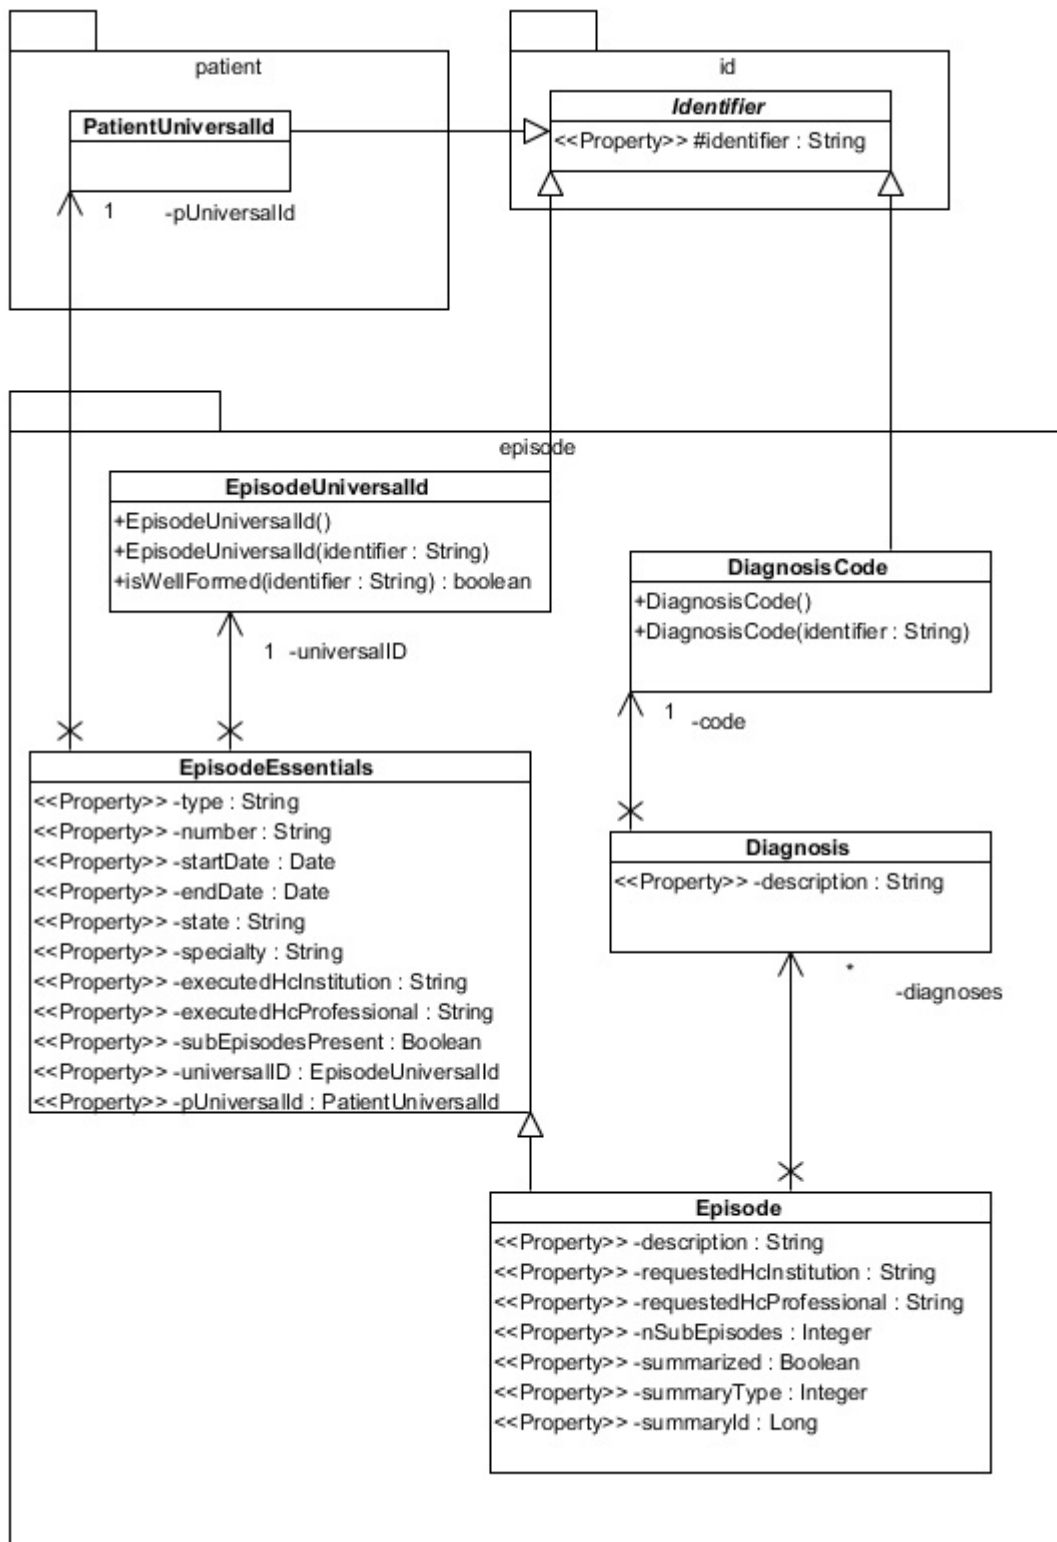 patient
id
PatientUniversalId
Identifier
<<Property>> #identifier : String
1 -pUniversalId
episode
EpisodeUniversalId
+EpisodeUniversalId()
+EpisodeUniversalId(identifier : String)
+isWellFormed(identifier : String) : boolean
DiagnosisCode
+DiagnosisCode()
+DiagnosisCode(identifier : String)
1 -universalID
1 -code
EpisodeEssentials
<<Property>> -type : String
<<Property>> -number : String
<<Property>> -startDate : Date
<<Property>> -endDate : Date
<<Property>> -state : String
<<Property>> -specialty : String
<<Property>> -executedHcInstitution : String
<<Property>> -executedHcProfessional : String
<<Property>> -subEpisodesPresent : Boolean
<<Property>> -universalID : EpisodeUniversalId
<<Property>> -pUniversalId : PatientUniversalId
Diagnosis
<<Property>> -description : String
*
-diagnoses
Episode
<<Property>> -description : String
<<Property>> -requestedHcInstitution : String
<<Property>> -requestedHcProfessional : String
<<Property>> -nSubEpisodes : Integer
<<Property>> -summarized : Boolean
<<Property>> -summaryType : Integer
<<Property>> -summaryId : Long